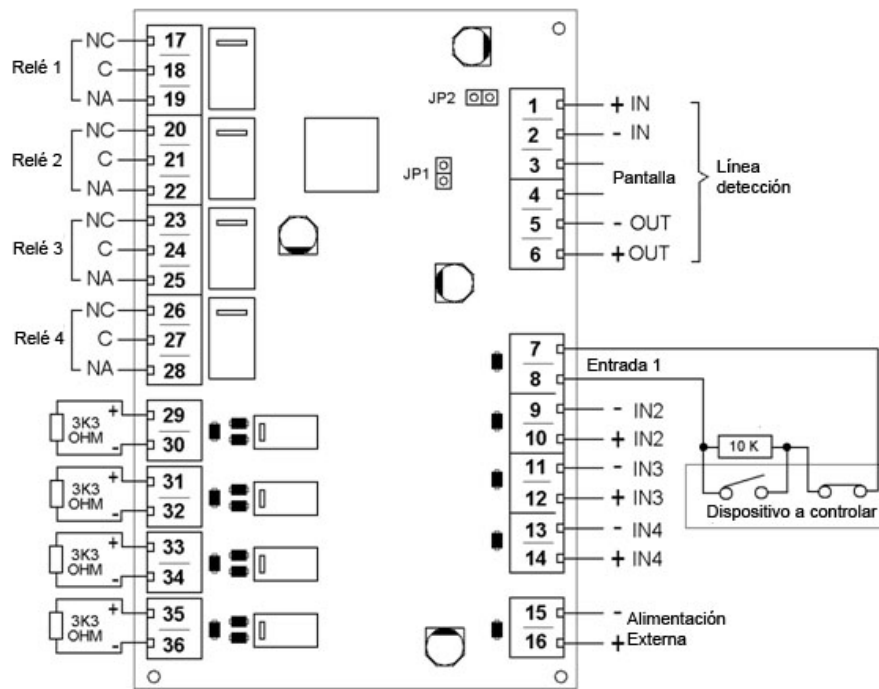 NC 17
Relé 1 C 18
NA 19
NC 20
Relé 2 C 21
NA 22
NC 23
Relé 3 C 24
NA 25
NC 26
Relé 4 C 27
NA 28
3K3 OHM + 29
- 30
3K3 OHM + 31
- 32
3K3 OHM + 33
- 34
3K3 OHM + 35
- 36
JP2
JP1
1 + IN
2 - IN
3
Pantalla
4
5 - OUT
6 + OUT
Línea
detección
7
Entrada 1
8
9 - IN2
10 + IN2
11 - IN3
12 + IN3
13 - IN4
14 + IN4
10 K
Dispositivo a controlar
15 -
16 +
Alimentación
Externa